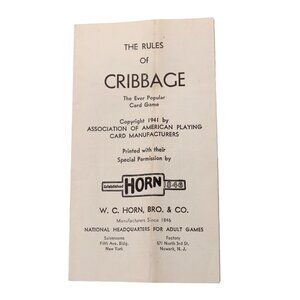 THE RULES
of
CRIBBAGE
The Ever Popular
Card Game
Copyright 1941 by
ASSOCIATION OF AMERICAN PLAYING
CARD MANUFACTURERS
Printed with their
Special Permission by
Established HORN 1846
W. C. HORN, BRO. & CO.
Manufacturers Since 1846
NATIONAL HEADQUARTERS FOR ADULT GAMES
Salesrooms Factory
Fifth Ave. Bldg. 571 North 3rd St.
New York Newark, N. J.